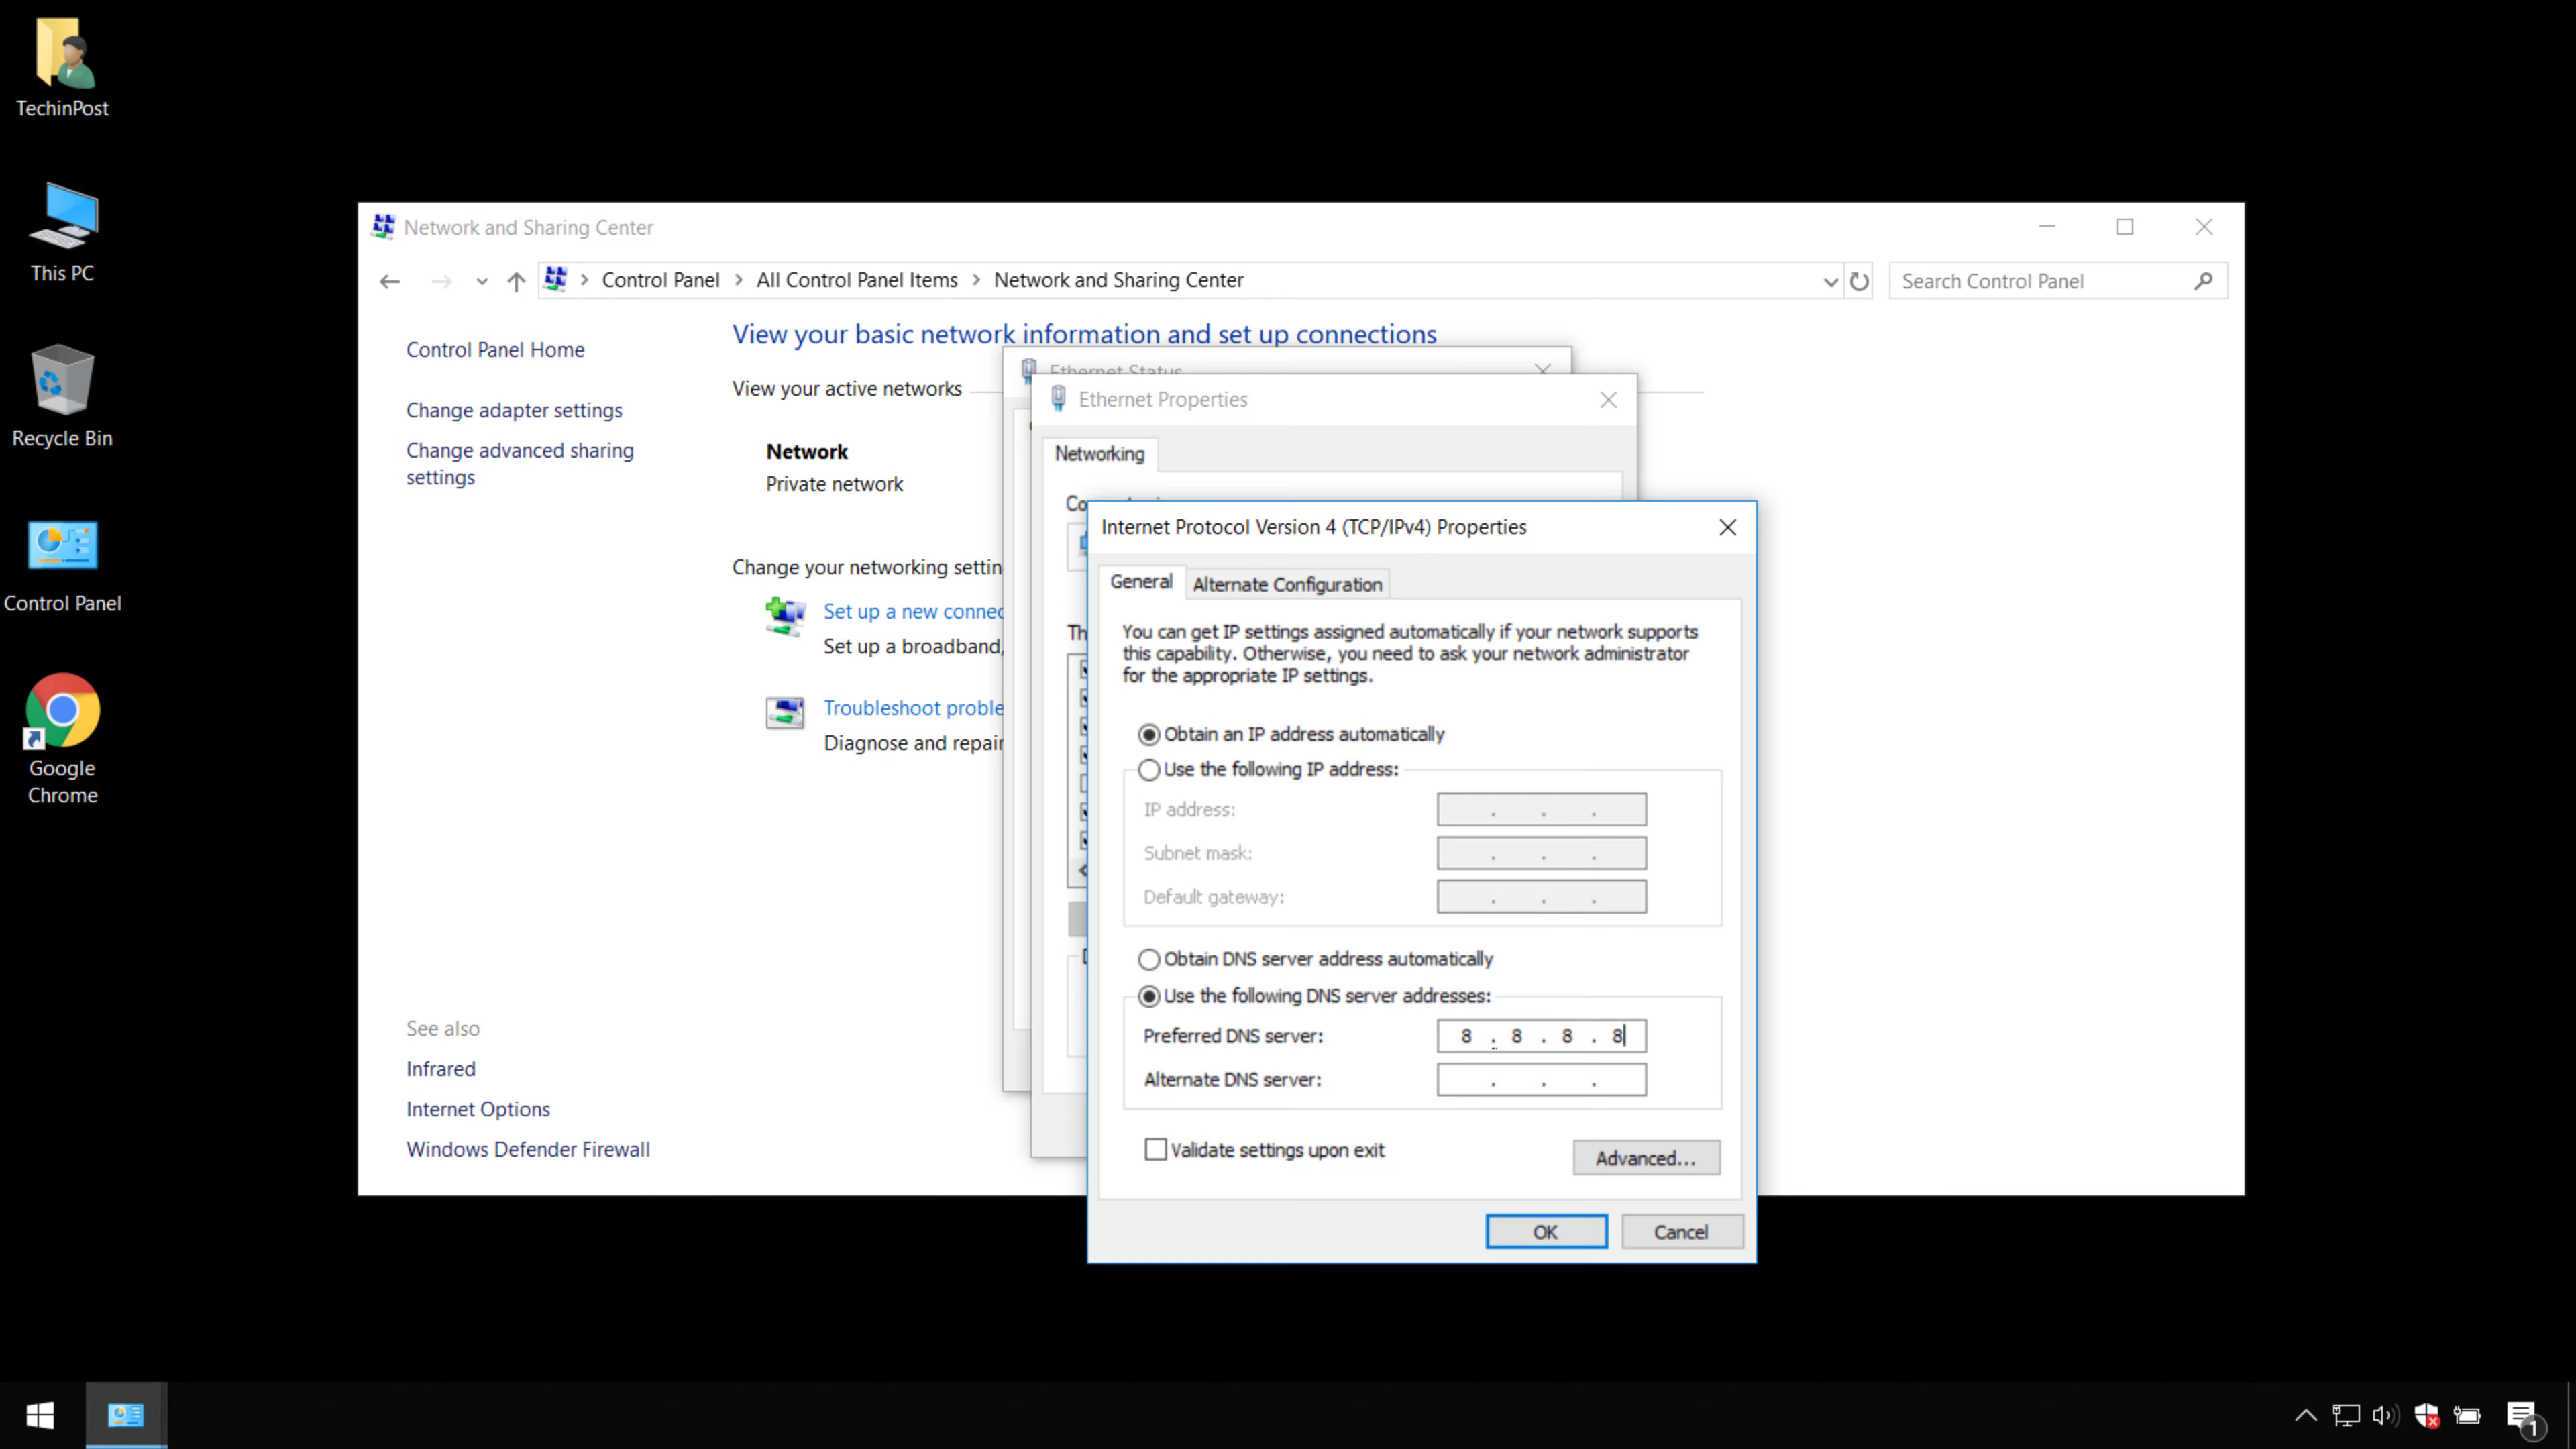 TechinPost
This PC
Recycle Bin
Control Panel
Google
Chrome
Network and Sharing Center
Control Panel > All Control Panel Items > Network and Sharing Center
Search Control Panel
Control Panel Home
Change adapter settings
Change advanced sharing
settings
See also
Infrared
Internet Options
Windows Defender Firewall
View your basic network information and set up connections
View your active networks
Network
Private network
Change your networking settin
Set up a new connec
Set up a broadband,
Troubleshoot proble
Diagnose and repair
Ethernet Status
Ethernet Properties
Networking
Internet Protocol Version 4 (TCP/IPv4) Properties
General
Alternate Configuration
You can get IP settings assigned automatically if your network supports
this capability. Otherwise, you need to ask your network administrator
for the appropriate IP settings.
Obtain an IP address automatically
Use the following IP address:
IP address: . . .
Subnet mask: . . .
Default gateway: . . .
Obtain DNS server address automatically
Use the following DNS server addresses:
Preferred DNS server: 8 . 8 . 8 . 8
Alternate DNS server: . . .
Validate settings upon exit
Advanced...
OK
Cancel
1